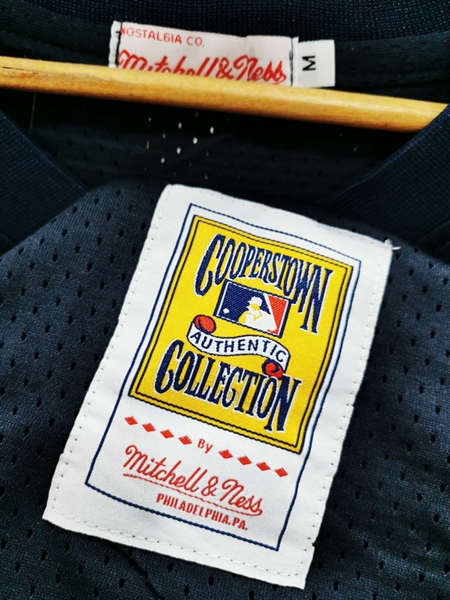 NOSTALGIA CO.
Mitchell & Ness
M
COOPERSTOWN
AUTHENTIC
COLLECTION
By
Mitchell & Ness
PHILADELPHIA, PA.